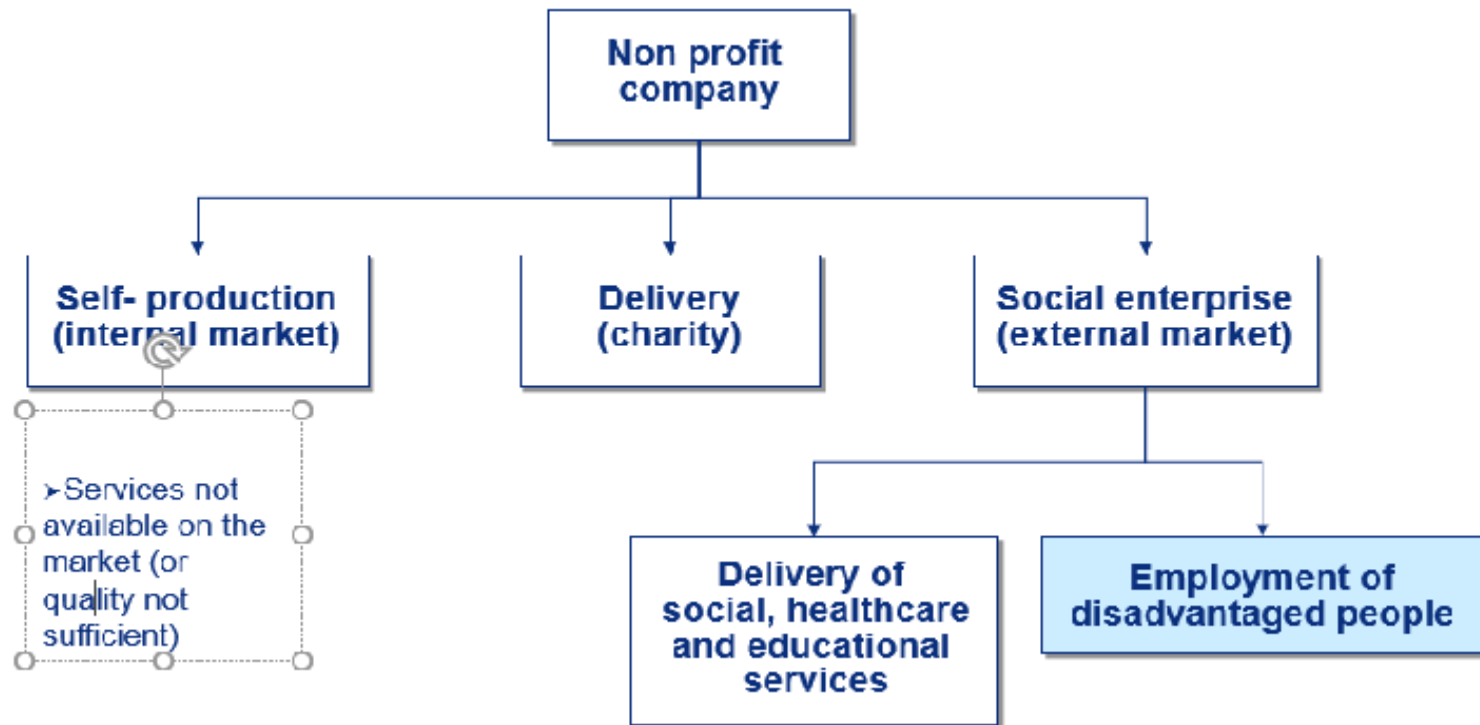 Non profit
company
Self- production
(internal market)
Delivery
(charity)
Social enterprise
(external market)
➢Services not
available on the
market (or
quality not
sufficient)
Delivery of
social, healthcare
and educational
services
Employment of
disadvantaged people